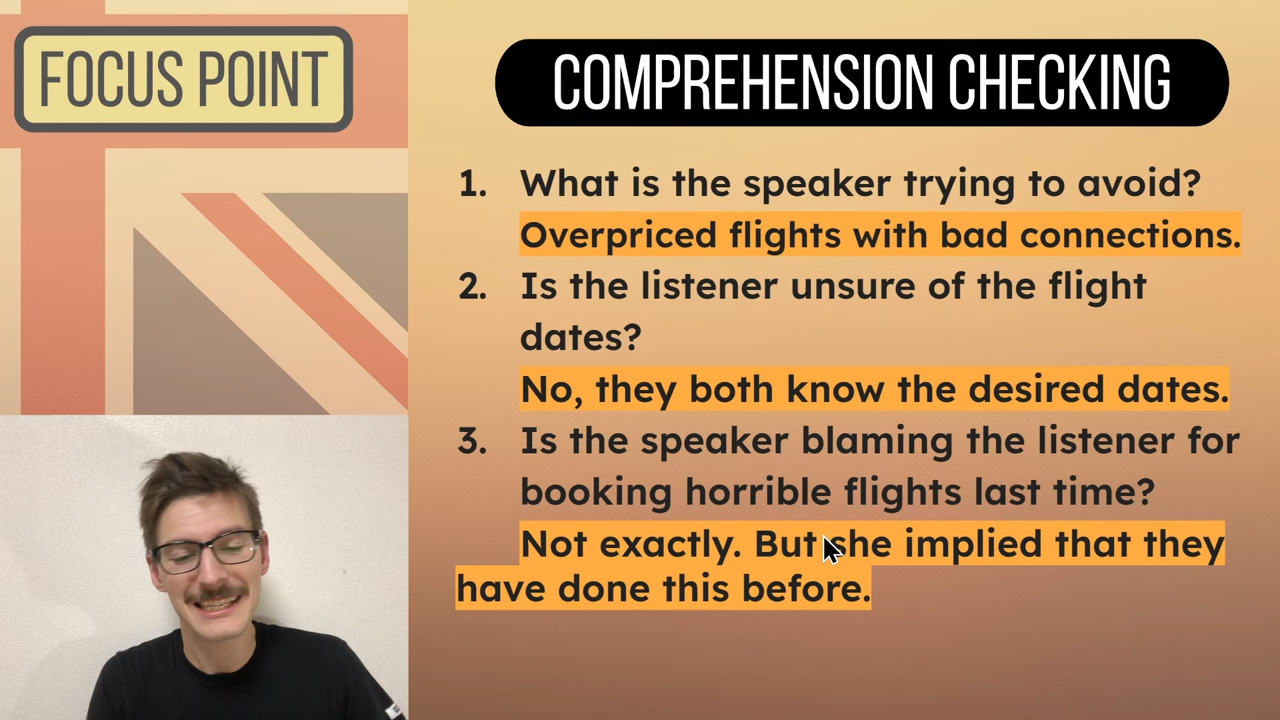 FOCUS POINT
COMPREHENSION CHECKING
1. What is the speaker trying to avoid?
Overpriced flights with bad connections.
2. Is the listener unsure of the flight
dates?
No, they both know the desired dates.
3. Is the speaker blaming the listener for
booking horrible flights last time?
Not exactly. But she implied that they
have done this before.